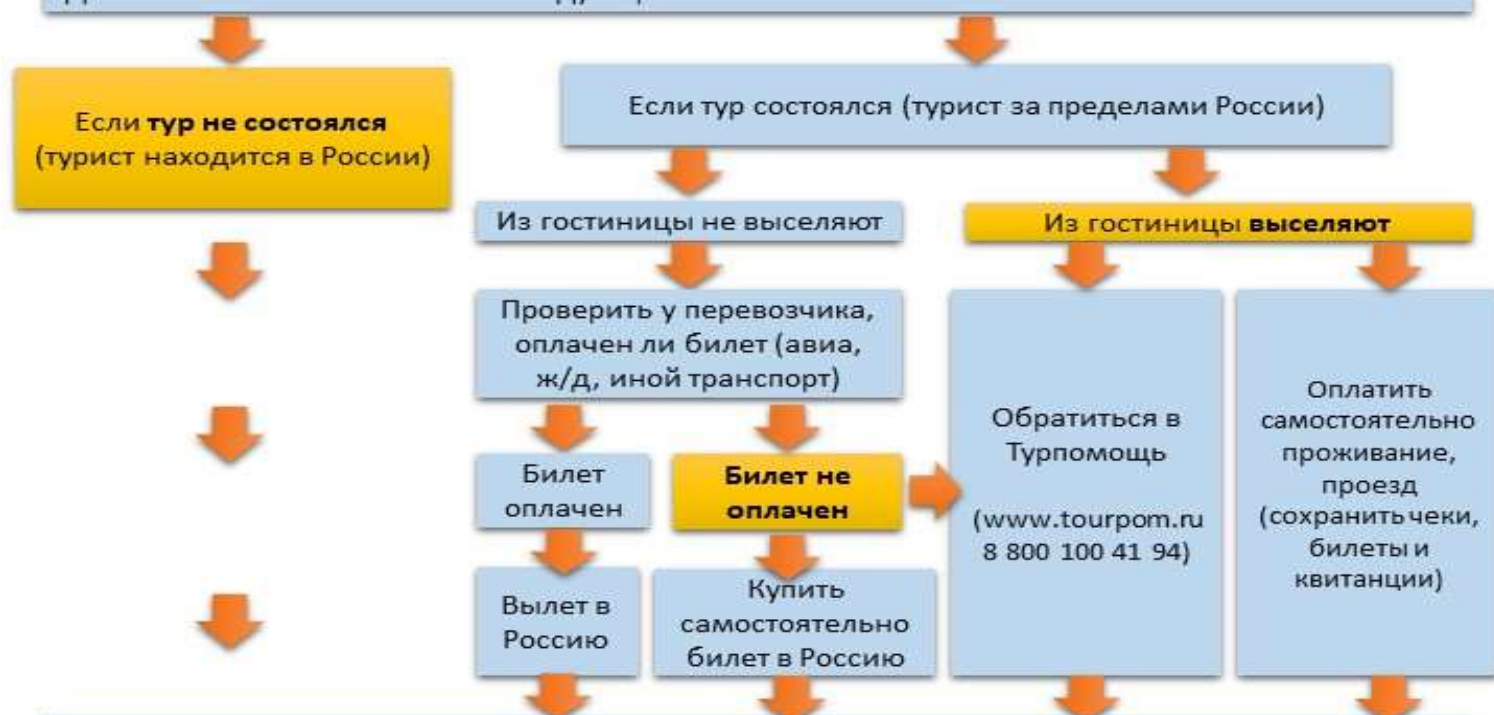 Если тур не состоялся
(турист находится в России)
Если тур состоялся (турист за пределами России)
Из гостиницы не выселяют
Из гостиницы выселяют
Проверить у перевозчика,
оплачен ли билет (авиа,
ж/д, иной транспорт)
Билет
оплачен
Билет не
оплачен
Вылет в
Россию
Купить
самостоятельно
билет в Россию
Обратиться в
Турпомощь
(www.tourpom.ru
8 800 100 41 94)
Оплатить
самостоятельно
проживание,
проезд
(сохранить чеки,
билеты и
квитанции)